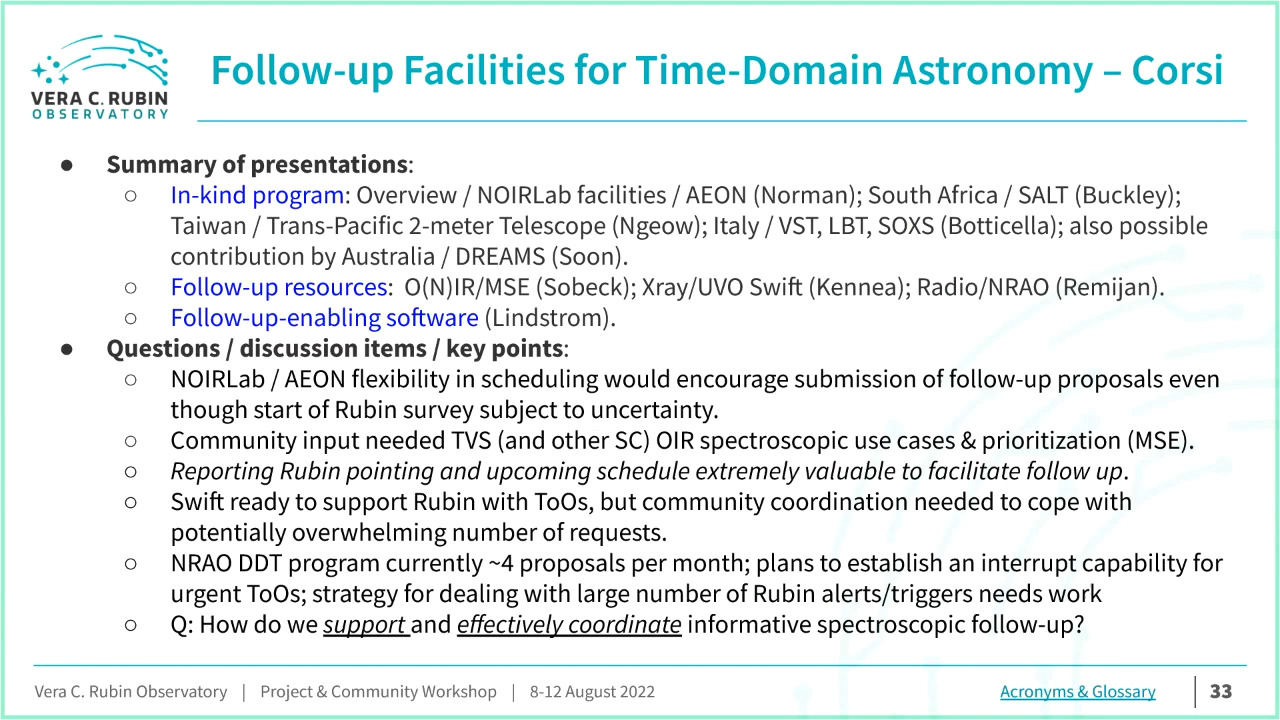 VERA C. RUBIN
OBSERVATORY
Follow-up Facilities for Time-Domain Astronomy – Corsi
● Summary of presentations:
○ In-kind program: Overview / NOIRLab facilities / AEON (Norman); South Africa / SALT (Buckley);
Taiwan / Trans-Pacific 2-meter Telescope (Ngeow); Italy / VST, LBT, SOXS (Botticella); also possible
contribution by Australia / DREAMS (Soon).
○ Follow-up resources: O(N)IR/MSE (Sobeck); Xray/UVO Swift (Kennea); Radio/NRAO (Remijan).
○ Follow-up-enabling software (Lindstrom).
● Questions / discussion items / key points:
○ NOIRLab / AEON flexibility in scheduling would encourage submission of follow-up proposals even
though start of Rubin survey subject to uncertainty.
○ Community input needed TVS (and other SC) OIR spectroscopic use cases & prioritization (MSE).
○ Reporting Rubin pointing and upcoming schedule extremely valuable to facilitate follow up.
○ Swift ready to support Rubin with ToOs, but community coordination needed to cope with
potentially overwhelming number of requests.
○ NRAO DDT program currently ~4 proposals per month; plans to establish an interrupt capability for
urgent ToOs; strategy for dealing with large number of Rubin alerts/triggers needs work
○ Q: How do we support and effectively coordinate informative spectroscopic follow-up?
Vera C. Rubin Observatory | Project & Community Workshop | 8-12 August 2022
Acronyms & Glossary | 33